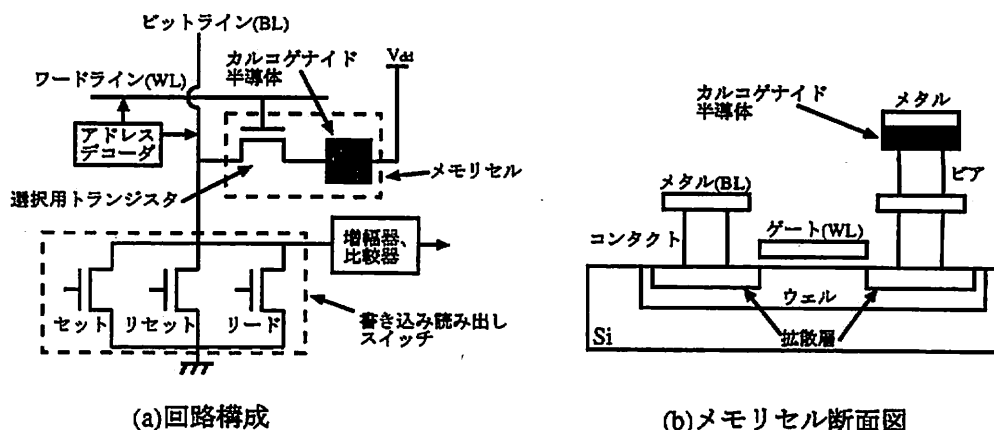 ビットライン(BL)
カルコゲナイド
半導体
Vdd
ワードライン(WL)
アドレス
デコーダ
メモリセル
選択用トランジスタ
増幅器、
比較器
セット
リセット
リード
書き込み読み出し
スイッチ
(a)回路構成
カルコゲナイド
半導体
メタル
ビア
メタル(BL)
コンタクト
ゲート(WL)
ウェル
Si
拡散層
(b)メモリセル断面図